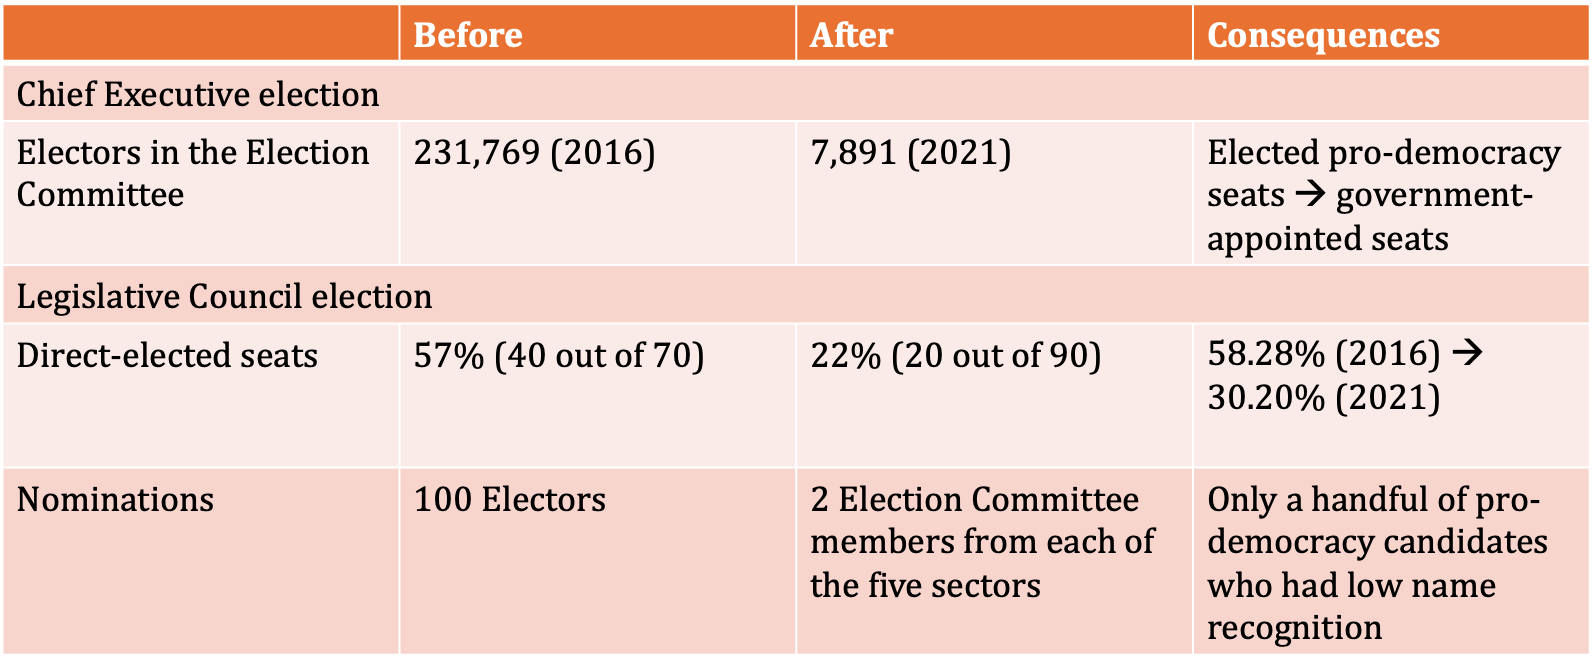 Before
After
Consequences
Chief Executive election
Electors in the Election
Committee
231,769 (2016)
7,891 (2021)
Elected pro-democracy
seats → government-
appointed seats
Legislative Council election
Direct-elected seats
57% (40 out of 70)
22% (20 out of 90)
58.28% (2016) →
30.20% (2021)
Nominations
100 Electors
2 Election Committee
members from each of
the five sectors
Only a handful of pro-
democracy candidates
who had low name
recognition